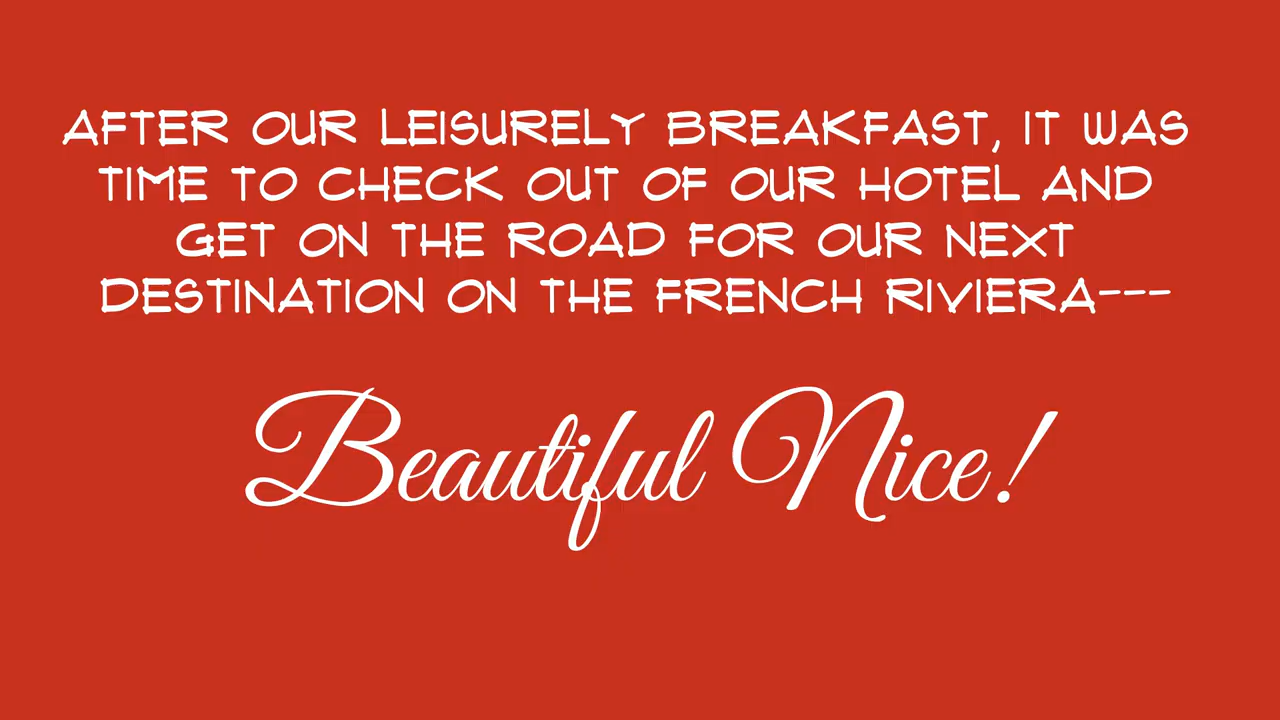 AFTER OUR LEISURELY BREAKFAST, IT WAS
TIME TO CHECK OUT OF OUR HOTEL AND
GET ON THE ROAD FOR OUR NEXT
DESTINATION ON THE FRENCH RIVIERA---
Beautiful Nice!